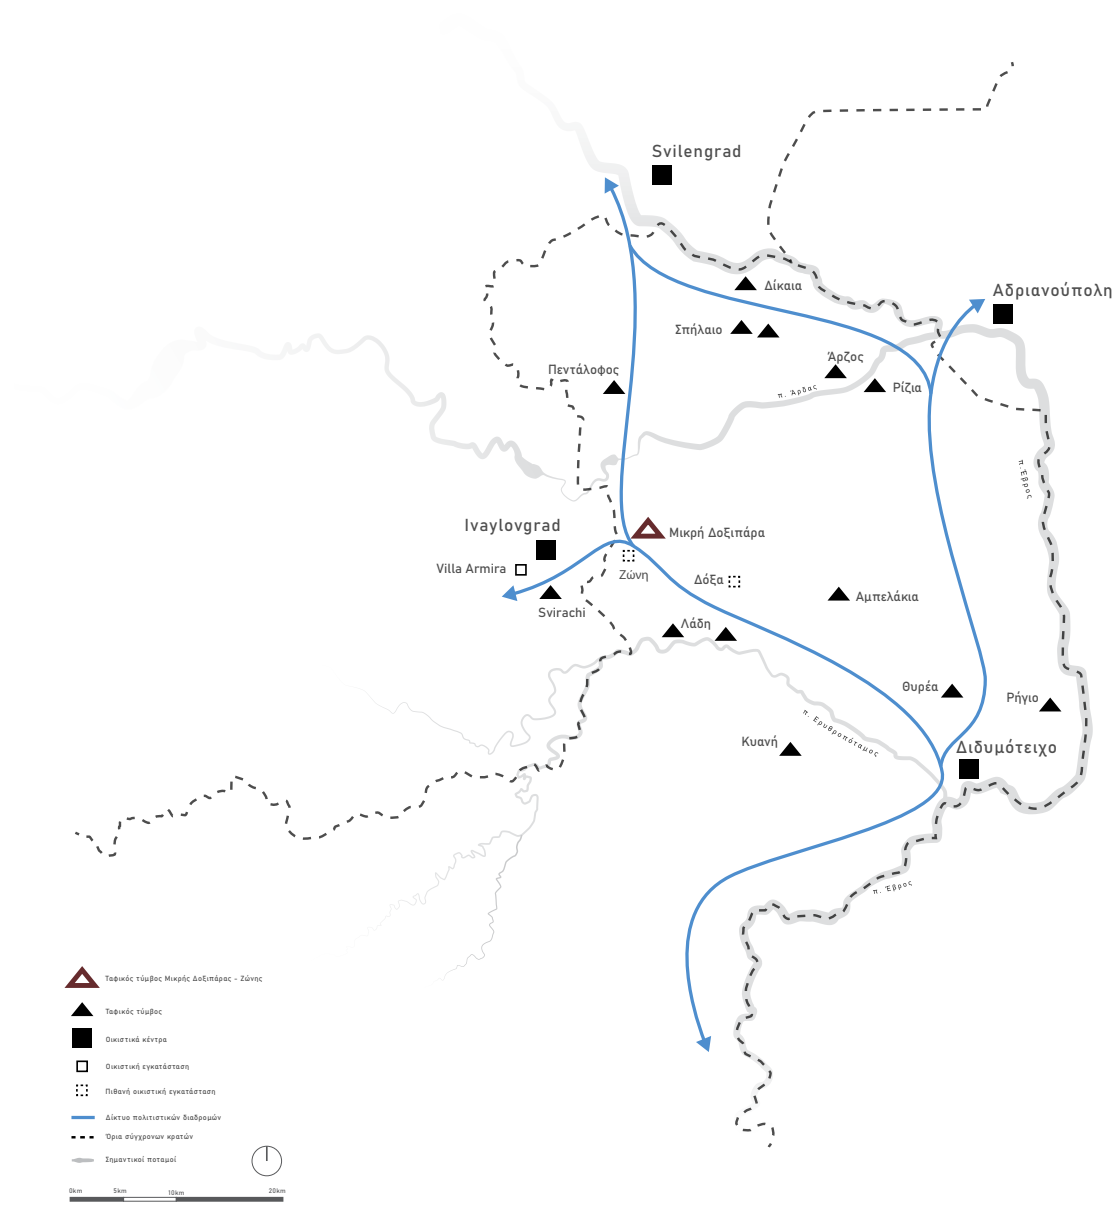 Svilengrad
Δίκαια
Αδριανούπολη
Σπήλαιο
Άρζος
Πεντάλοφος
Ρίζια
π. Άρδας
π. Έβρος
Ivaylovgrad
Μικρή Δοξιπάρα
Villa Armira
Ζώνη
Δόξα
Αμπελάκια
Svirachi
Λάδη
Θυρέα
Ρήγιο
π. Ερυθροπόταμος
Κυανή
Διδυμότειχο
π. Έβρος
Ταφικός τύμβος Μικρής Δοξιπάρας - Ζώνης
Ταφικός τύμβος
Οικιστικά κέντρα
Οικιστική εγκατάσταση
Πιθανή οικιστική εγκατάσταση
Δίκτυο πολιτιστικών διαδρομών
Όρια σύγχρονων κρατών
Σημαντικοί ποταμοί
0km 5km 10km 20km